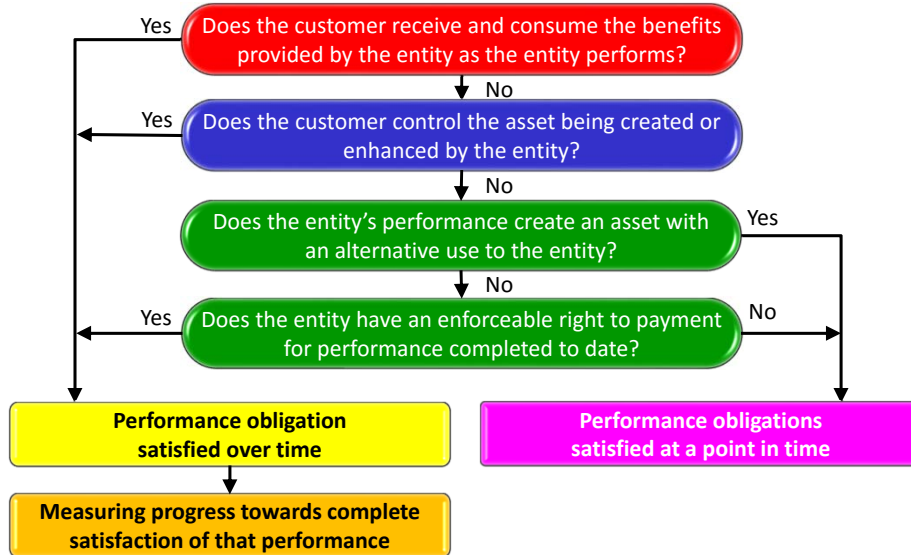 Yes
Does the customer receive and consume the benefits
provided by the entity as the entity performs?
No
Yes
Does the customer control the asset being created or
enhanced by the entity?
No
Does the entity’s performance create an asset with
an alternative use to the entity?
Yes
No
Yes
Does the entity have an enforceable right to payment
for performance completed to date?
No
Performance obligation
satisfied over time
Performance obligations
satisfied at a point in time
Measuring progress towards complete
satisfaction of that performance